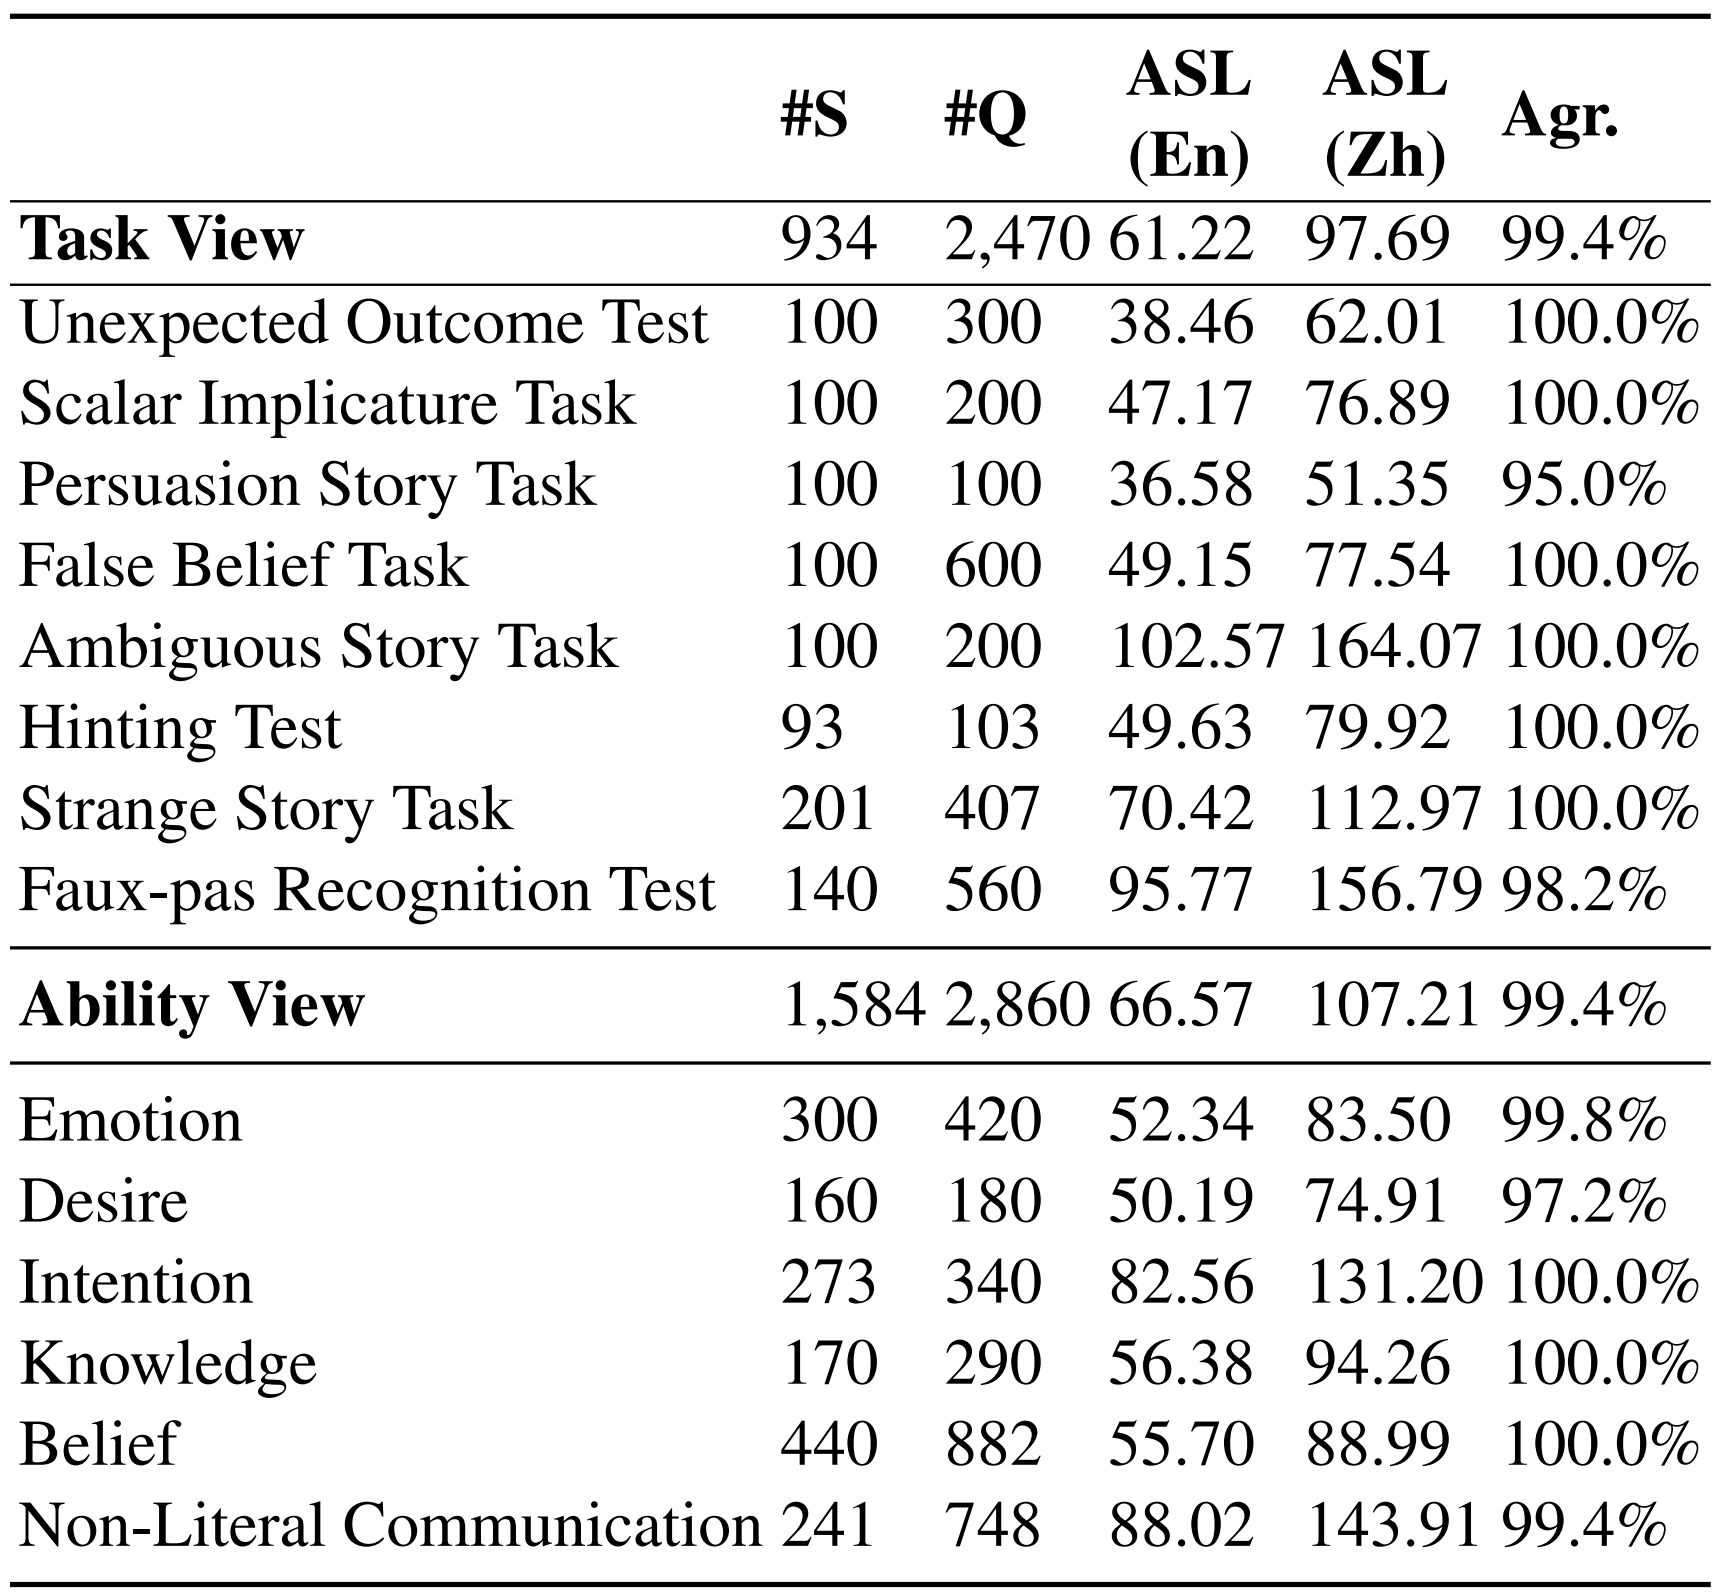 #S #Q ASL (En) ASL (Zh) Agr.
Task View 934 2,470 61.22 97.69 99.4%
Unexpected Outcome Test 100 300 38.46 62.01 100.0%
Scalar Implicature Task 100 200 47.17 76.89 100.0%
Persuasion Story Task 100 100 36.58 51.35 95.0%
False Belief Task 100 600 49.15 77.54 100.0%
Ambiguous Story Task 100 200 102.57 164.07 100.0%
Hinting Test 93 103 49.63 79.92 100.0%
Strange Story Task 201 407 70.42 112.97 100.0%
Faux-pas Recognition Test 140 560 95.77 156.79 98.2%
Ability View 1,584 2,860 66.57 107.21 99.4%
Emotion 300 420 52.34 83.50 99.8%
Desire 160 180 50.19 74.91 97.2%
Intention 273 340 82.56 131.20 100.0%
Knowledge 170 290 56.38 94.26 100.0%
Belief 440 882 55.70 88.99 100.0%
Non-Literal Communication 241 748 88.02 143.91 99.4%